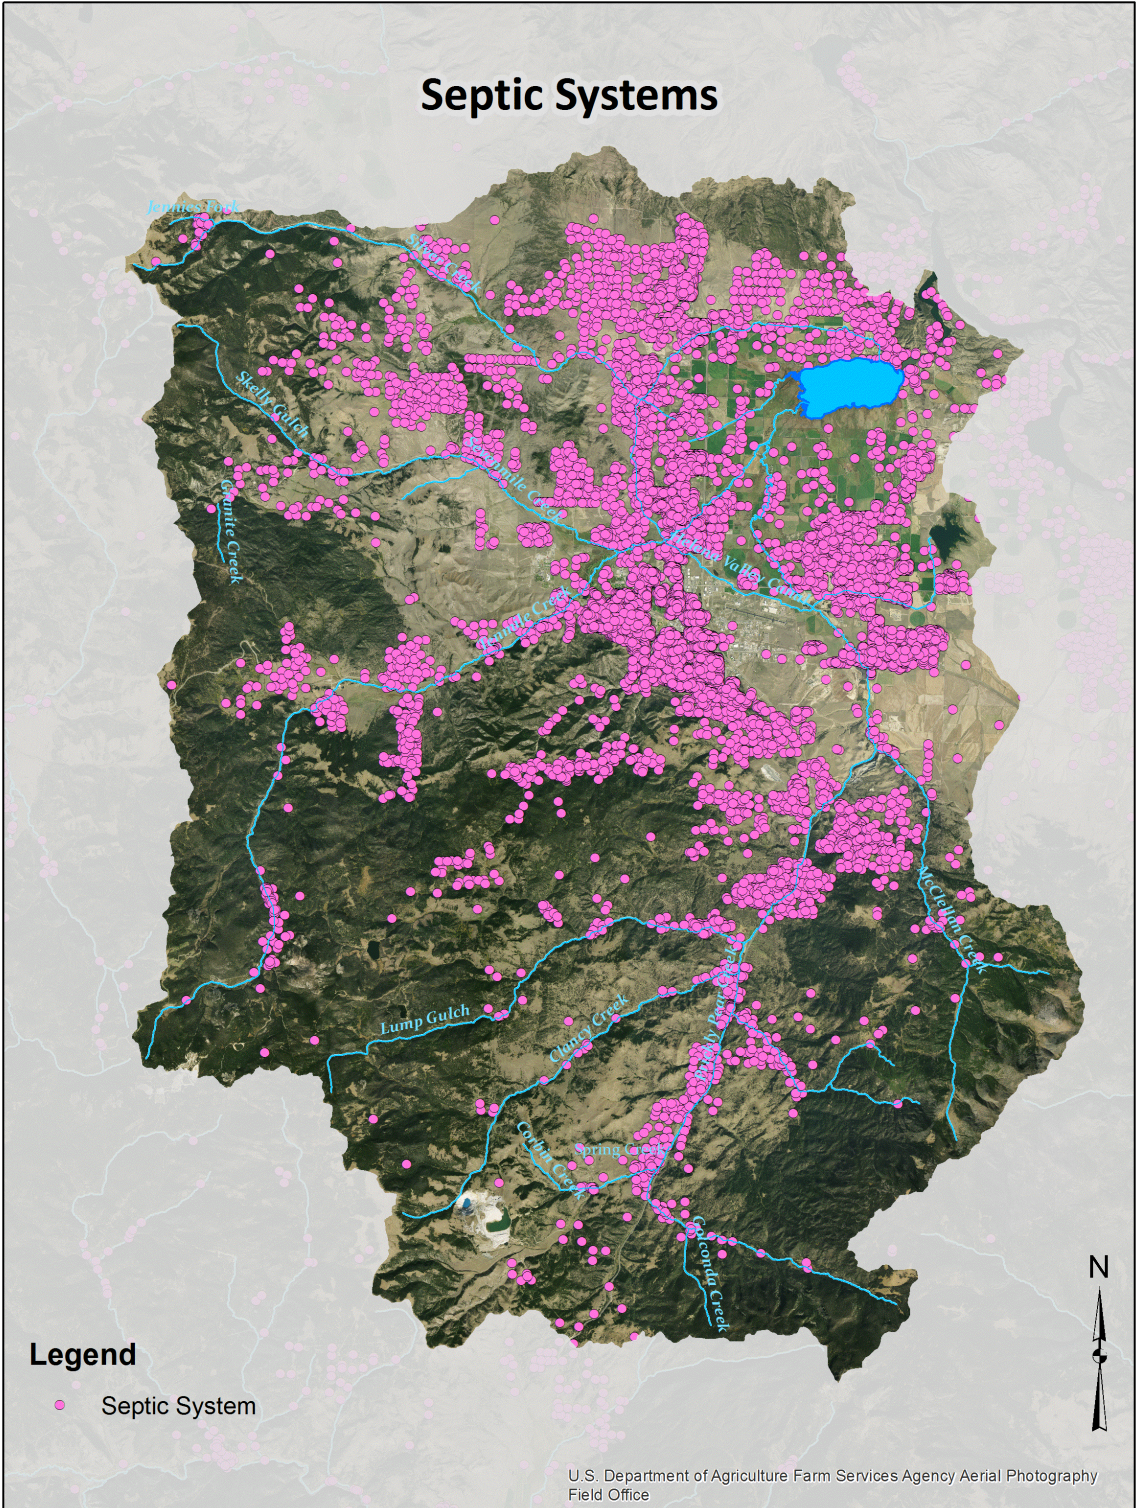 Septic Systems
Jennies Fork
Silver Creek
Skelly Gulch
Sevenmile Creek
Granite Creek
Helena Valley Canal
Tenmile Creek
McClellan Creek
Prickly Pear Creek
Lump Gulch
Clancy Creek
Corbin Creek
Spring Creek
Golconda Creek
N
Legend
Septic System
U.S. Department of Agriculture Farm Services Agency Aerial Photography
Field Office